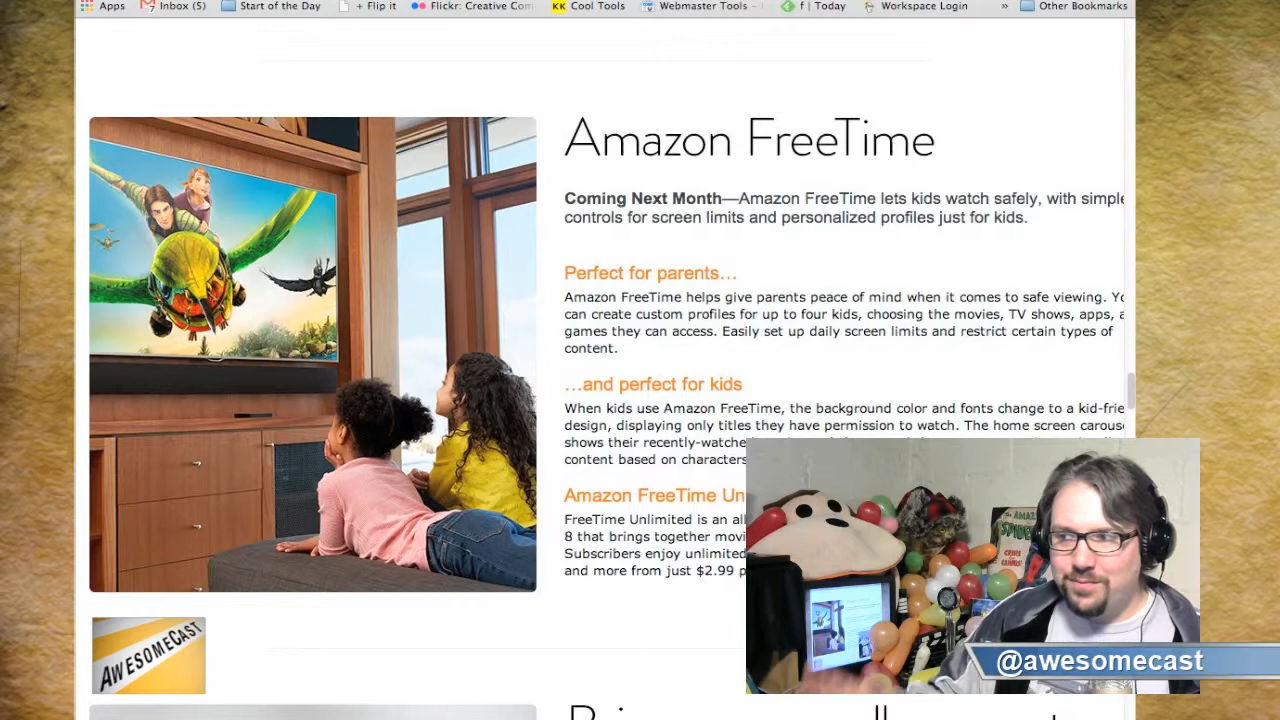 Apps Inbox (5) Start of the Day + Flip it Flickr: Creative Com KK Cool Tools Webmaster Tools - f | Today Workspace Login » Other Bookmarks
Amazon FreeTime
Coming Next Month—Amazon FreeTime lets kids watch safely, with simple
controls for screen limits and personalized profiles just for kids.
Perfect for parents...
Amazon FreeTime helps give parents peace of mind when it comes to safe viewing. Yo
can create custom profiles for up to four kids, choosing the movies, TV shows, apps, a
games they can access. Easily set up daily screen limits and restrict certain types of
content.
...and perfect for kids
When kids use Amazon FreeTime, the background color and fonts change to a kid-frie
design, displaying only titles they have permission to watch. The home screen carouse
shows their recently-watche
content based on characters
Amazon FreeTime Un
FreeTime Unlimited is an all
8 that brings together movi
Subscribers enjoy unlimited
and more from just $2.99 p
THE AMAZING
SPIDER
AWESOMECAST
@awesomecast